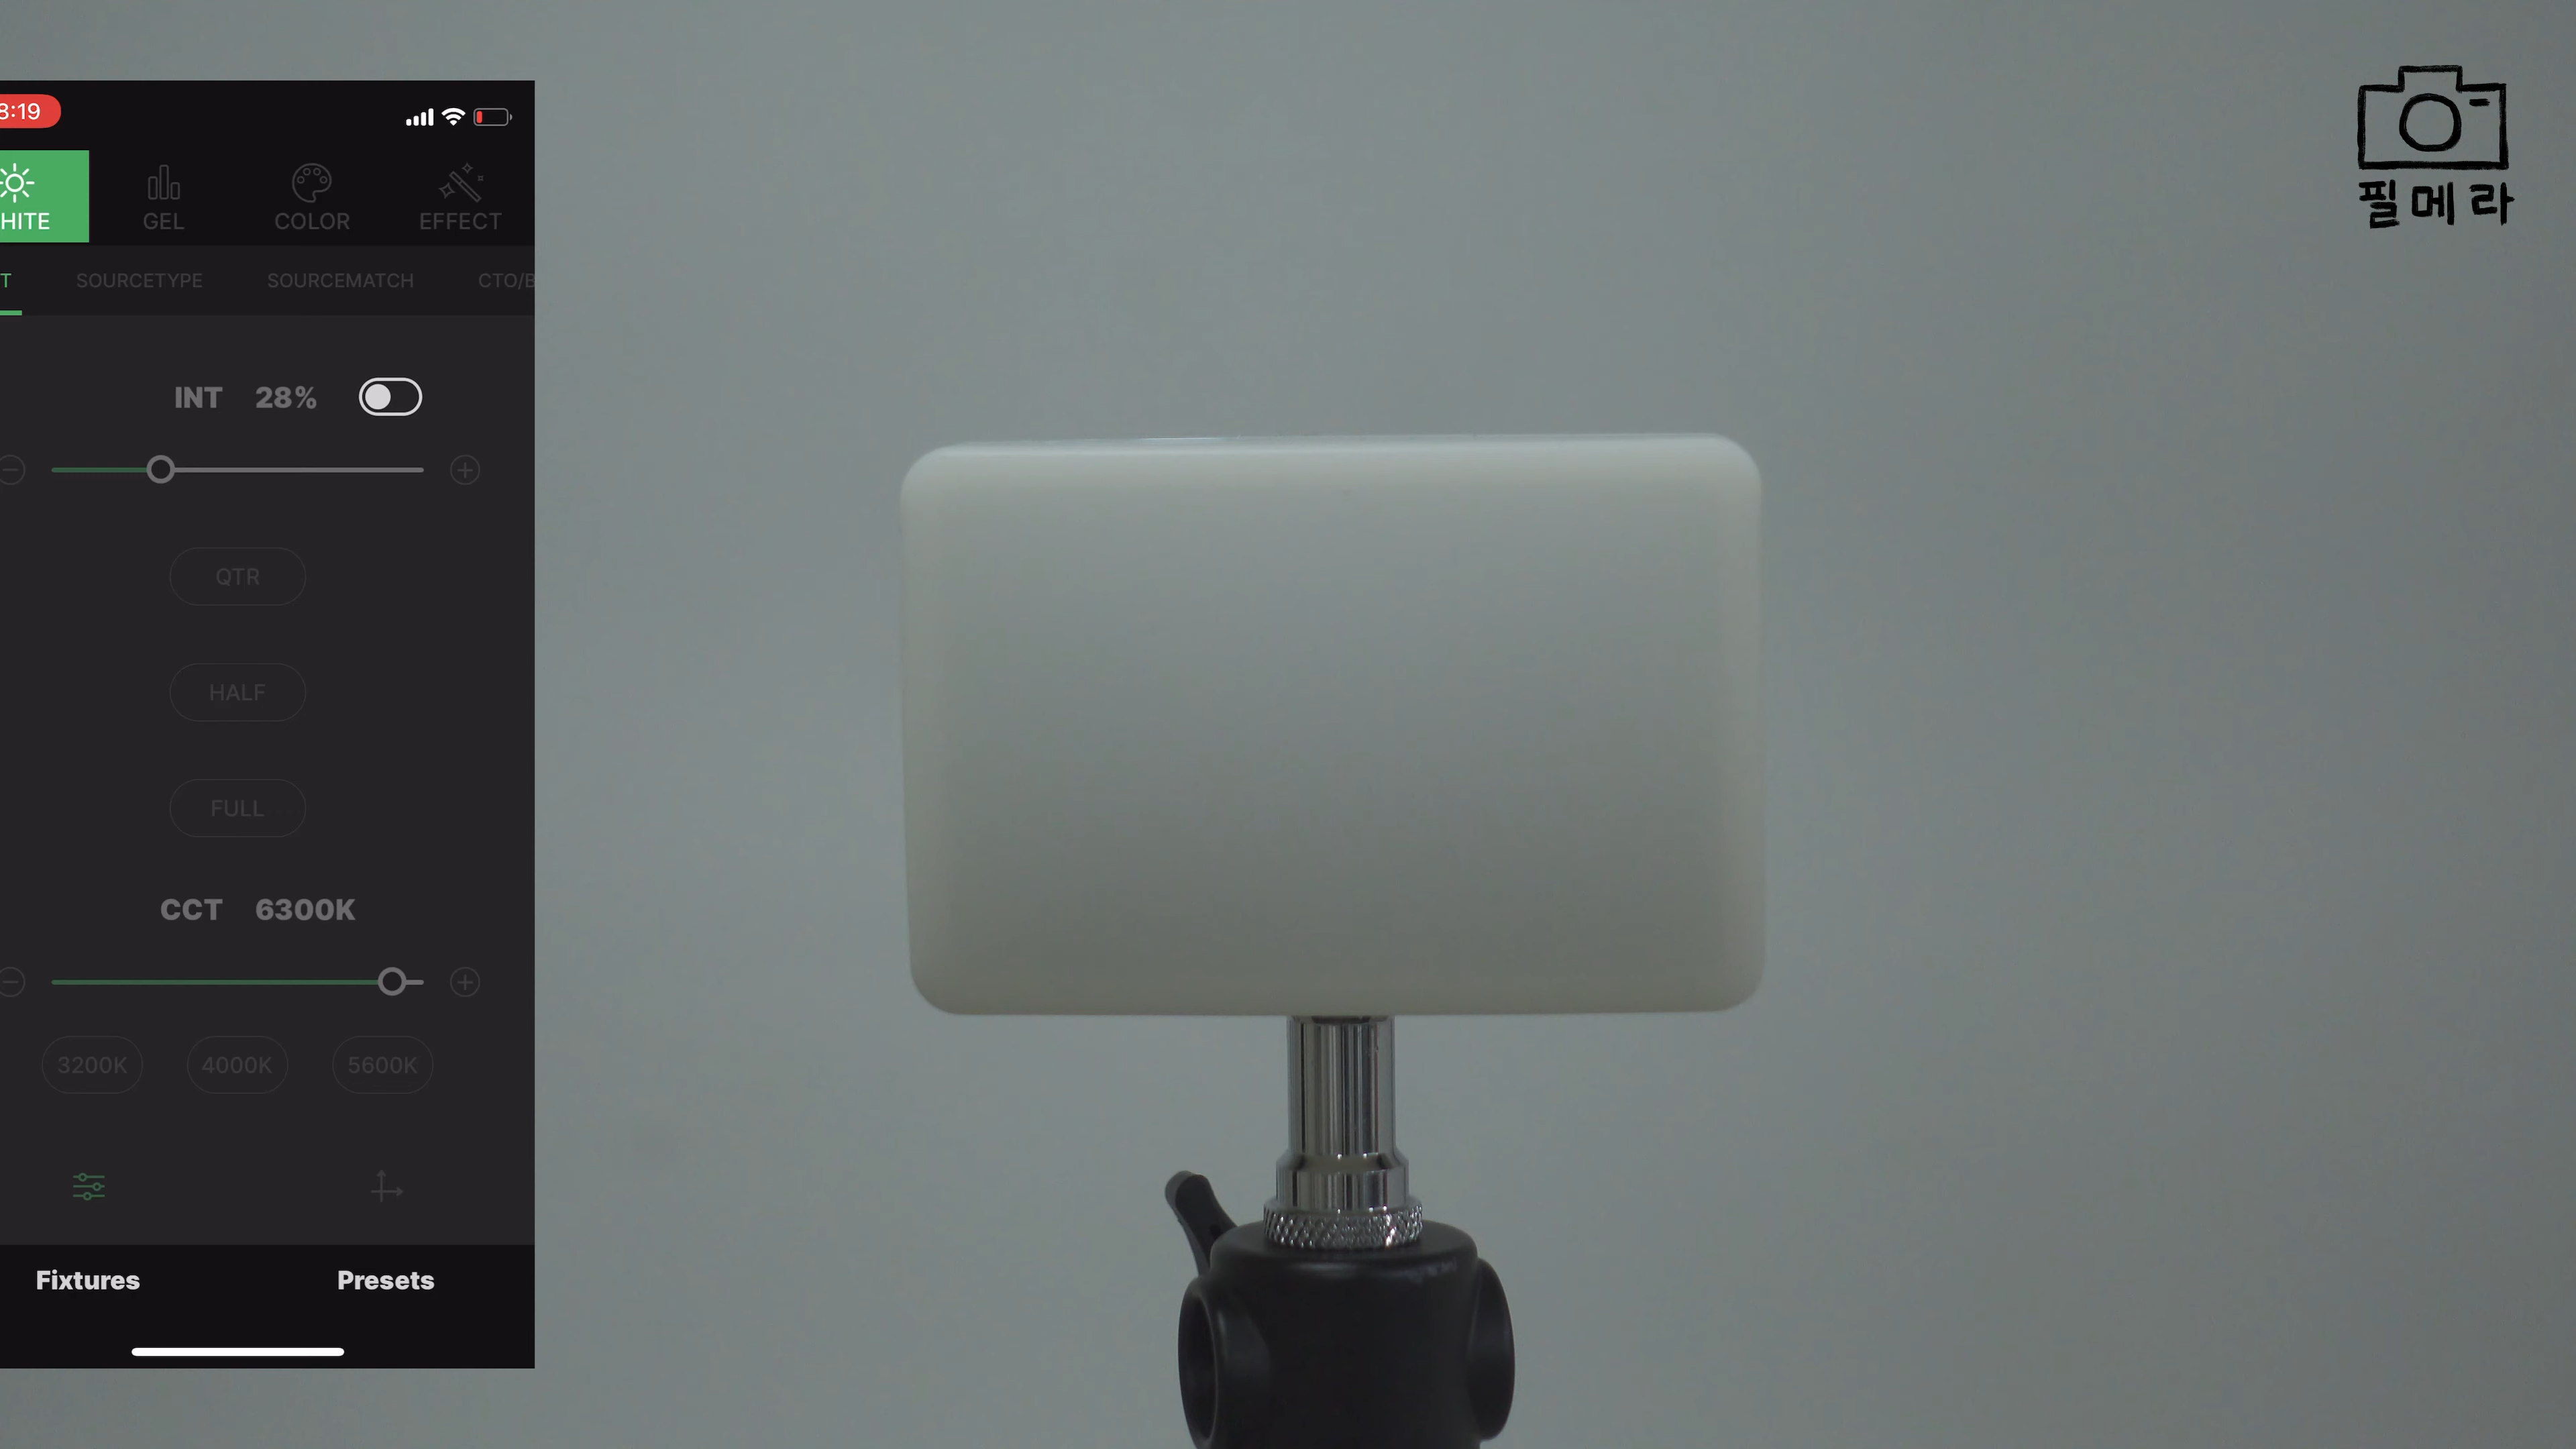 8:19
HITE
GEL
COLOR
EFFECT
T
SOURCETYPE
SOURCEMATCH
CTO/B
INT 28%
QTR
HALF
FULL
CCT 6300K
3200K
4000K
5600K
Fixtures
Presets
필메라